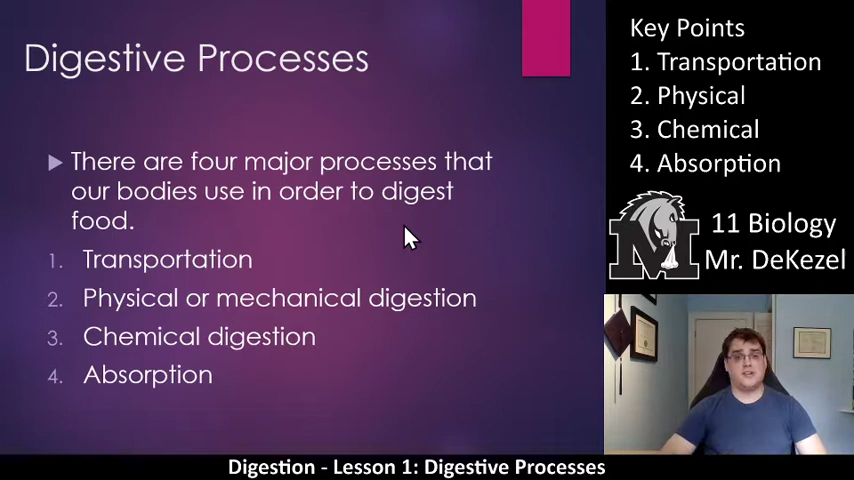 Digestive Processes
There are four major processes that
our bodies use in order to digest
food.
1. Transportation
2. Physical or mechanical digestion
3. Chemical digestion
4. Absorption
Key Points
1. Transportation
2. Physical
3. Chemical
4. Absorption
M
11 Biology
Mr. DeKezel
Digestion - Lesson 1: Digestive Processes